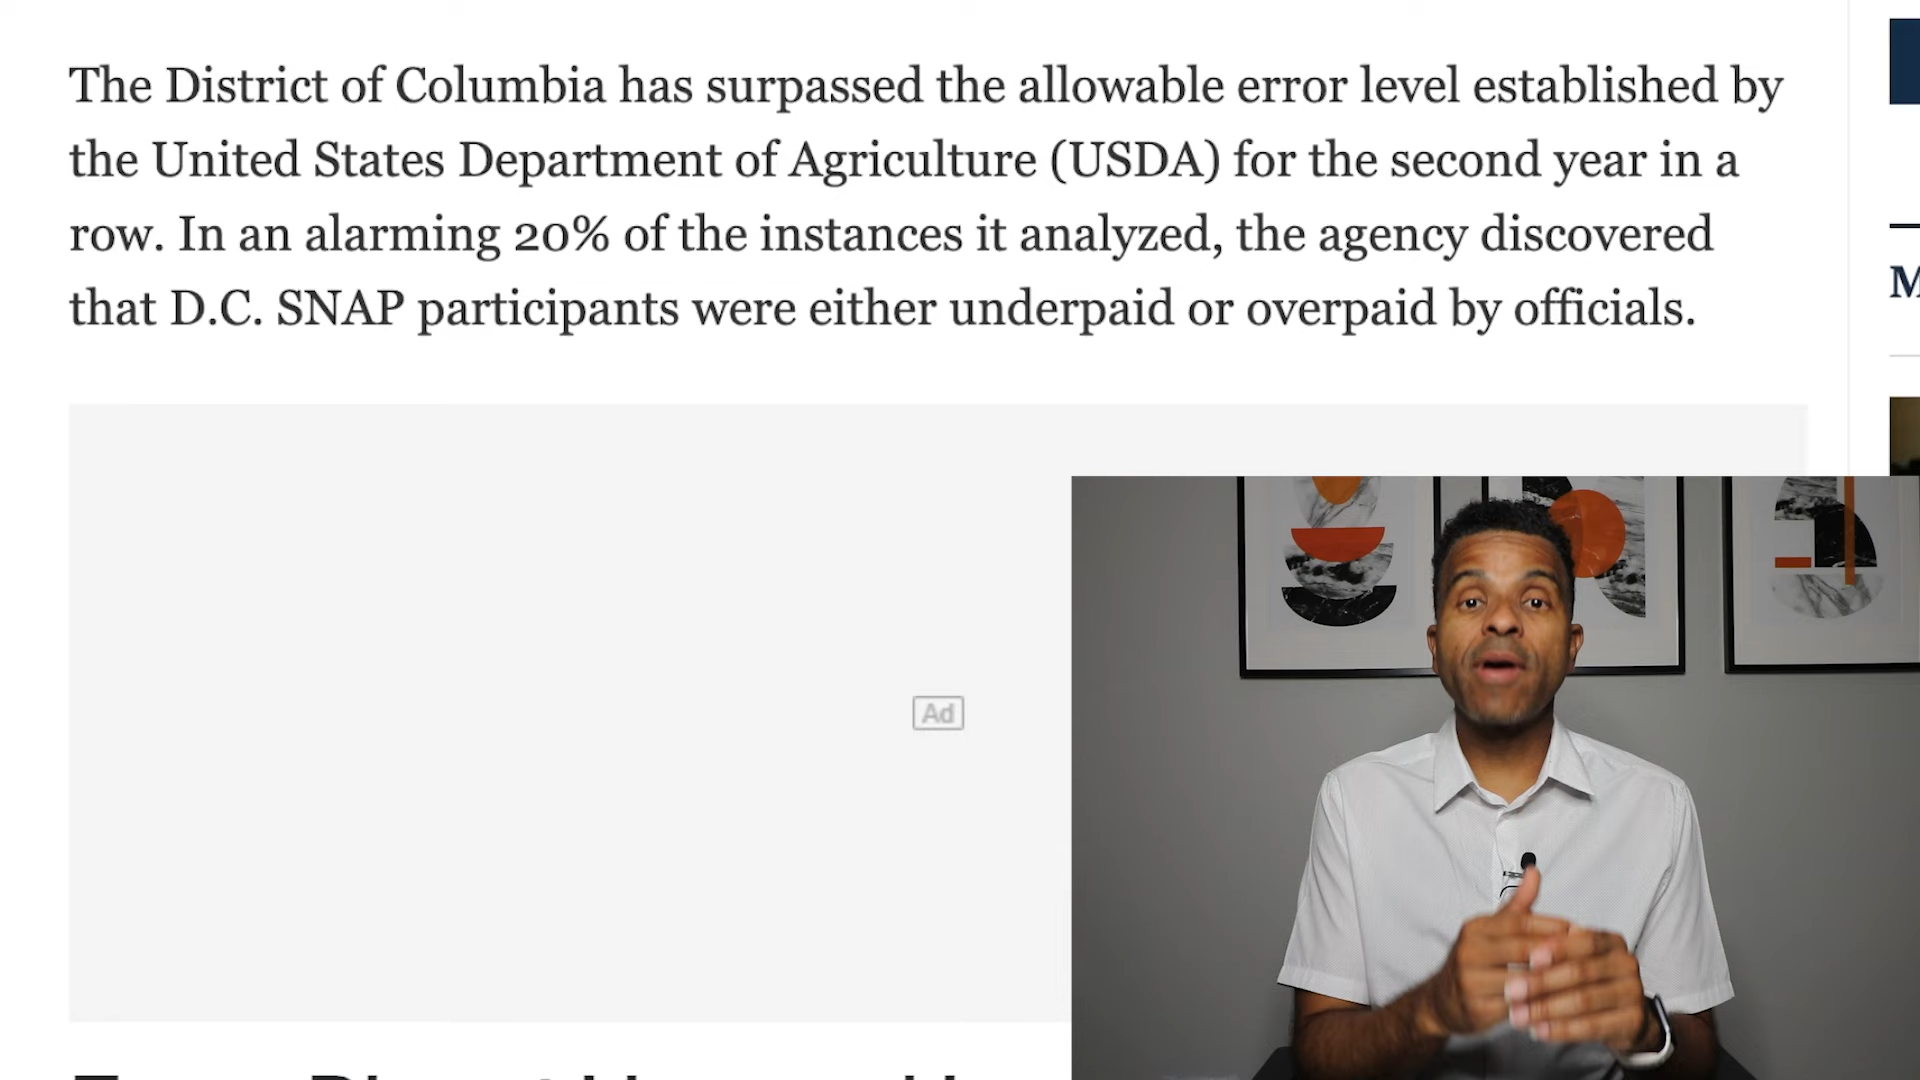 The District of Columbia has surpassed the allowable error level established by
the United States Department of Agriculture (USDA) for the second year in a
row. In an alarming 20% of the instances it analyzed, the agency discovered
that D.C. SNAP participants were either underpaid or overpaid by officials.
Ad